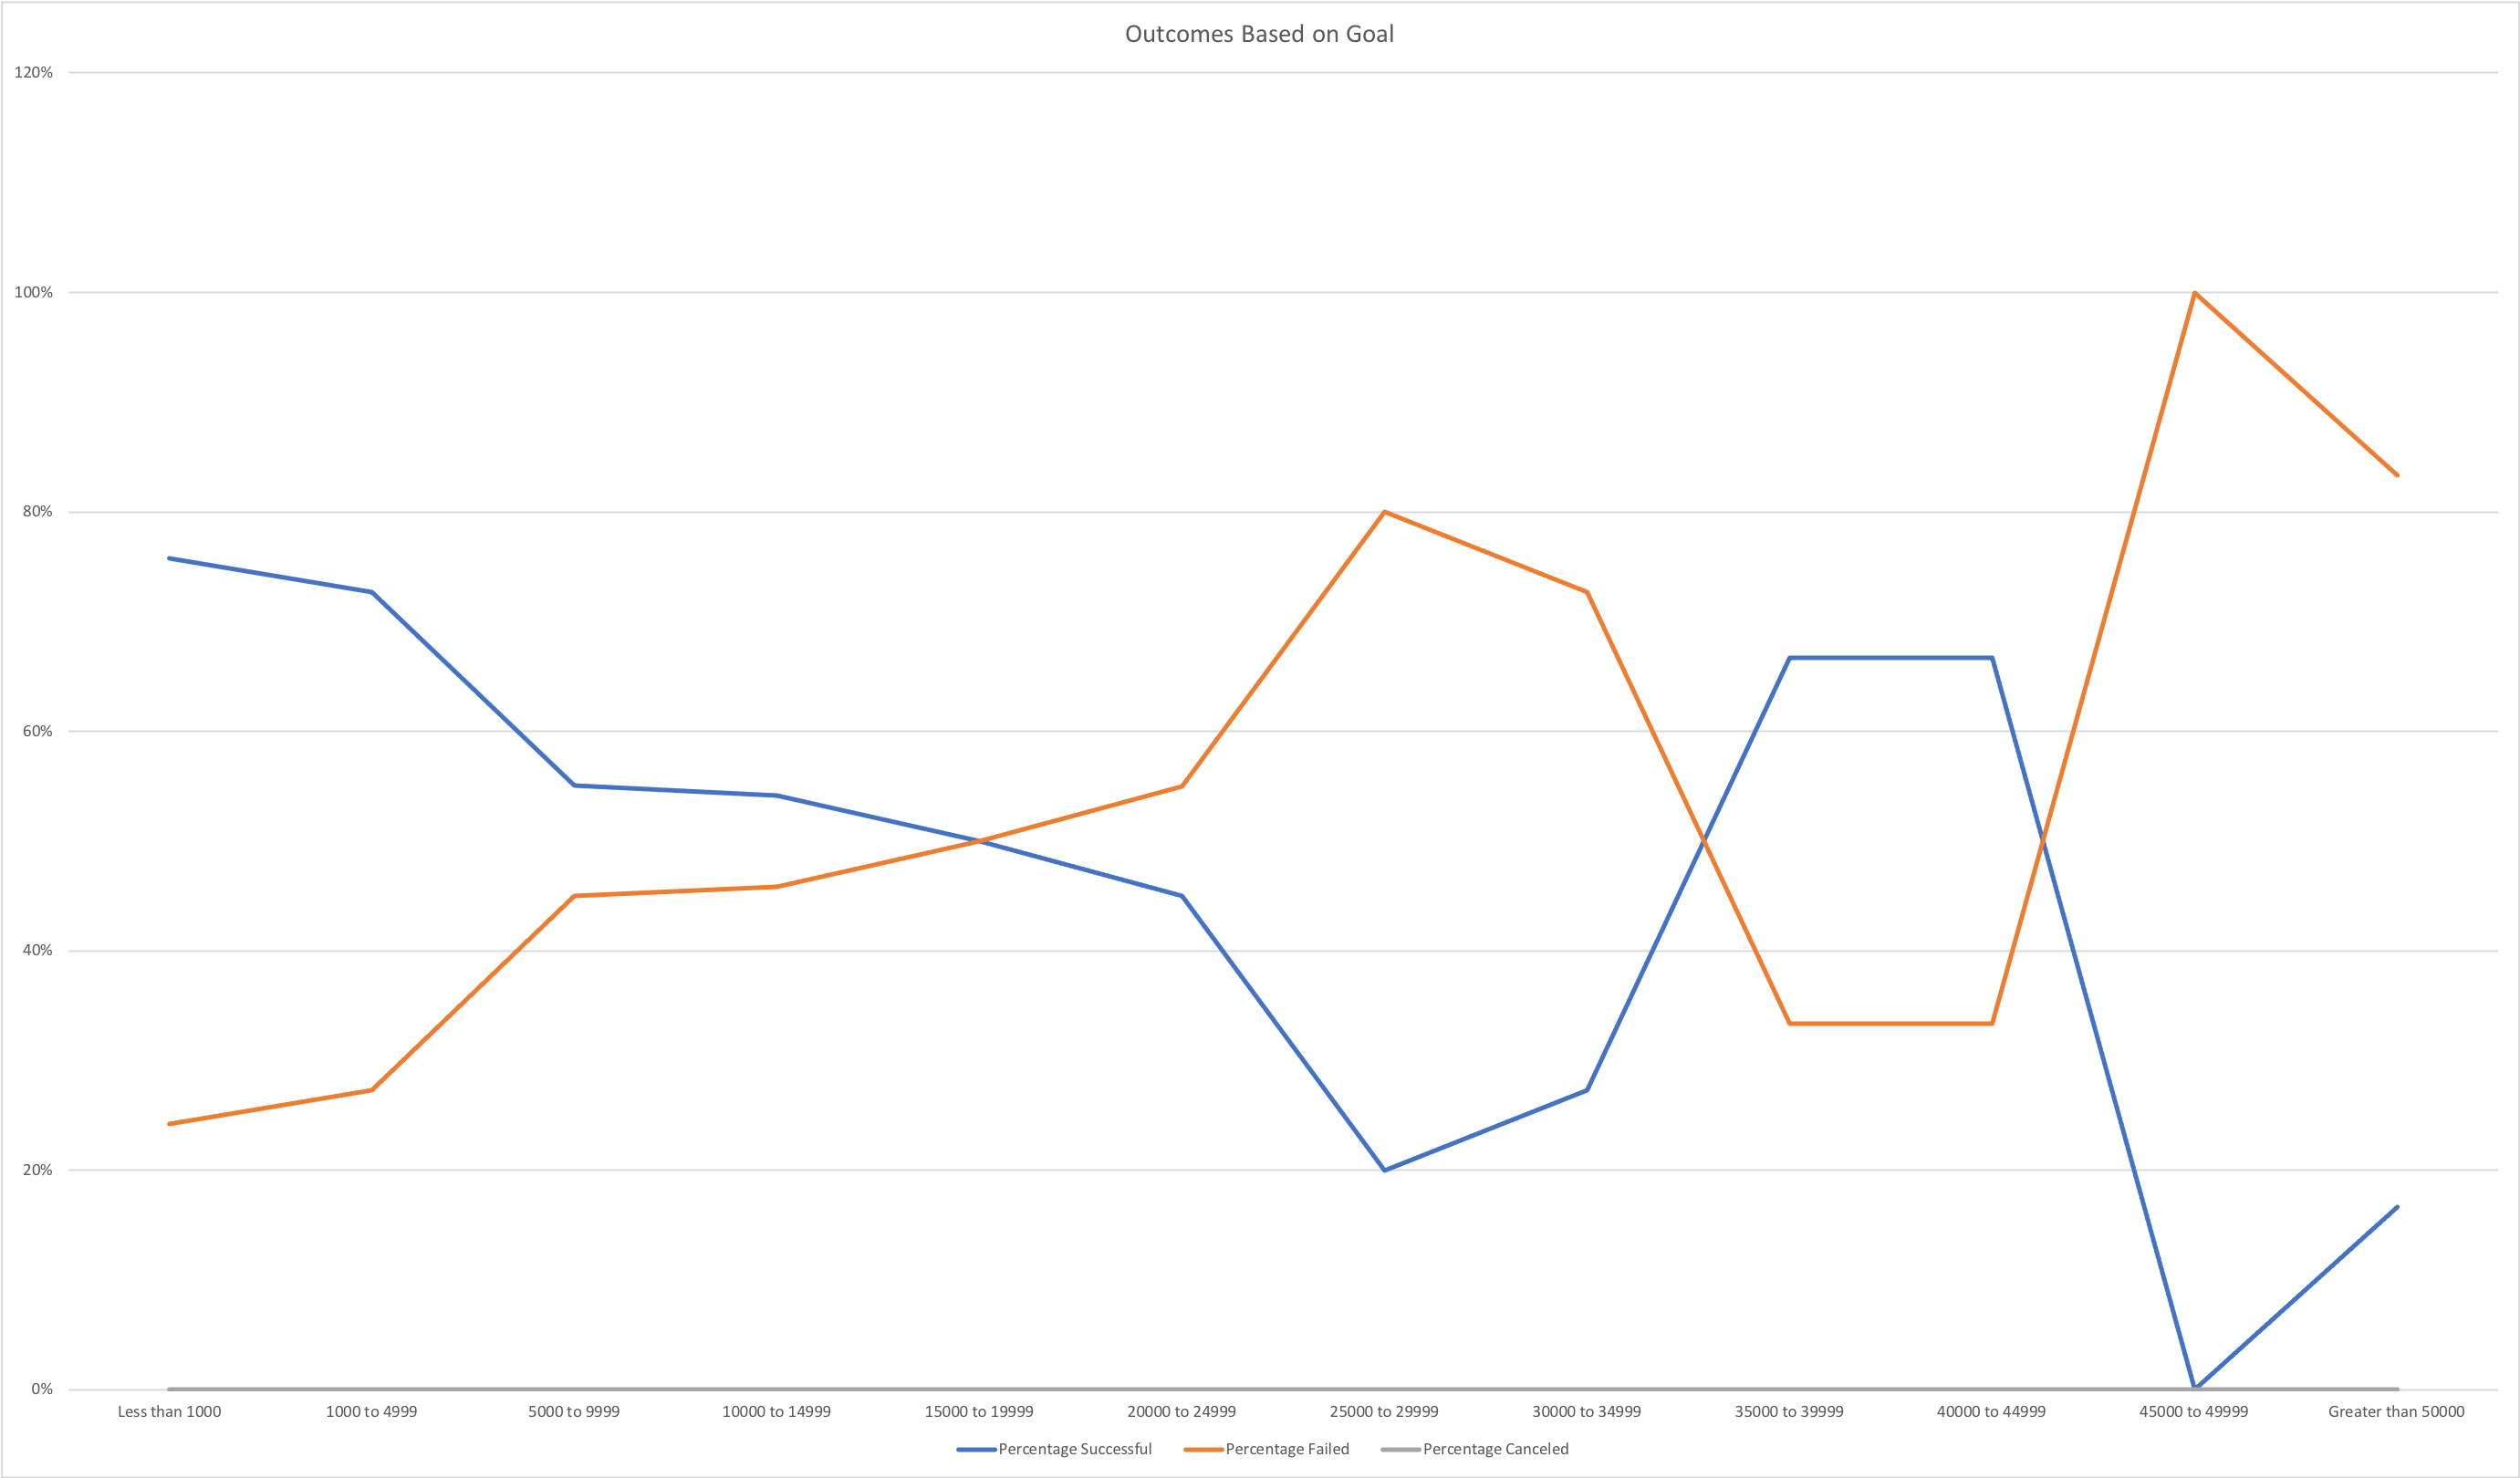 Outcomes Based on Goal
120%
100%
80%
60%
40%
20%
0%
Less than 1000
1000 to 4999
5000 to 9999
10000 to 14999
15000 to 19999
20000 to 24999
25000 to 29999
30000 to 34999
35000 to 39999
40000 to 44999
45000 to 49999
Greater than 50000
Percentage Successful
Percentage Failed
Percentage Canceled